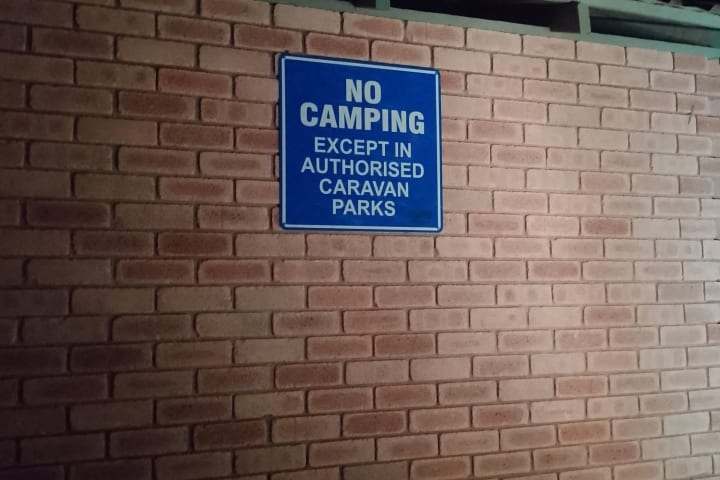 NO
CAMPING
EXCEPT IN
AUTHORISED
CARAVAN
PARKS